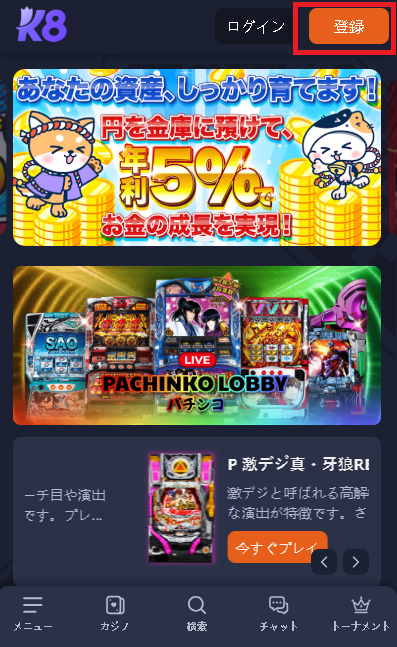 K8
ログイン
登録
あなたの資産、しっかり育てます!
円を金庫に預けて、
年利5%で
お金の成長を実現!
SAO
LIVE
PACHINKO LOBBY
パチンコ
P 激デジ真・牙狼RE
ーチ目や演出
激デジと呼ばれる高解
です。プレ...
な演出が特徴です。さ
今すぐプレイ
メニュー
カジノ
検索
チャット
トーナメント